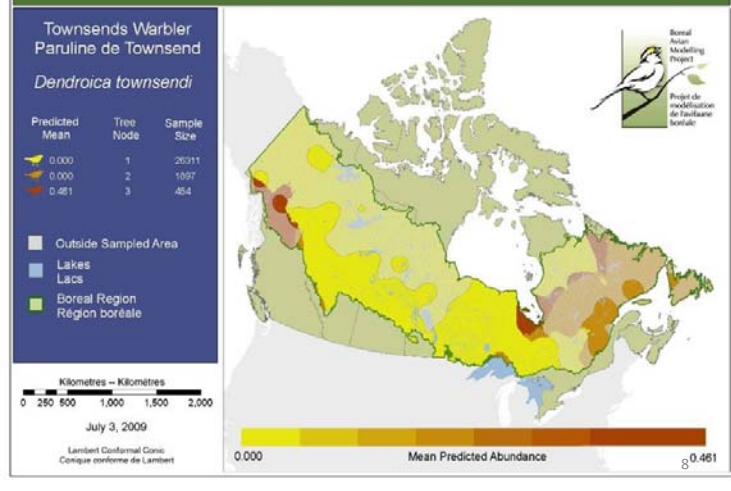 Townsends Warbler
Paruline de Townsend
Dendroica townsendi
Predicted Mean Tree Node Sample Size
0.000 1 26311
0.000 2 1897
0.461 3 454
Outside Sampled Area
Lakes
Lacs
Boreal Region
Région boréale
Kilometres -- Kilomètres
0 250 500 1,000 1,500 2,000
July 3, 2009
Lambert Conformal Conic
Conique conforme de Lambert
Boreal
Avian
Modelling
Project
Projet de
modélisation
de l'avifaune
boréale
0.000 Mean Predicted Abundance 0.461
8